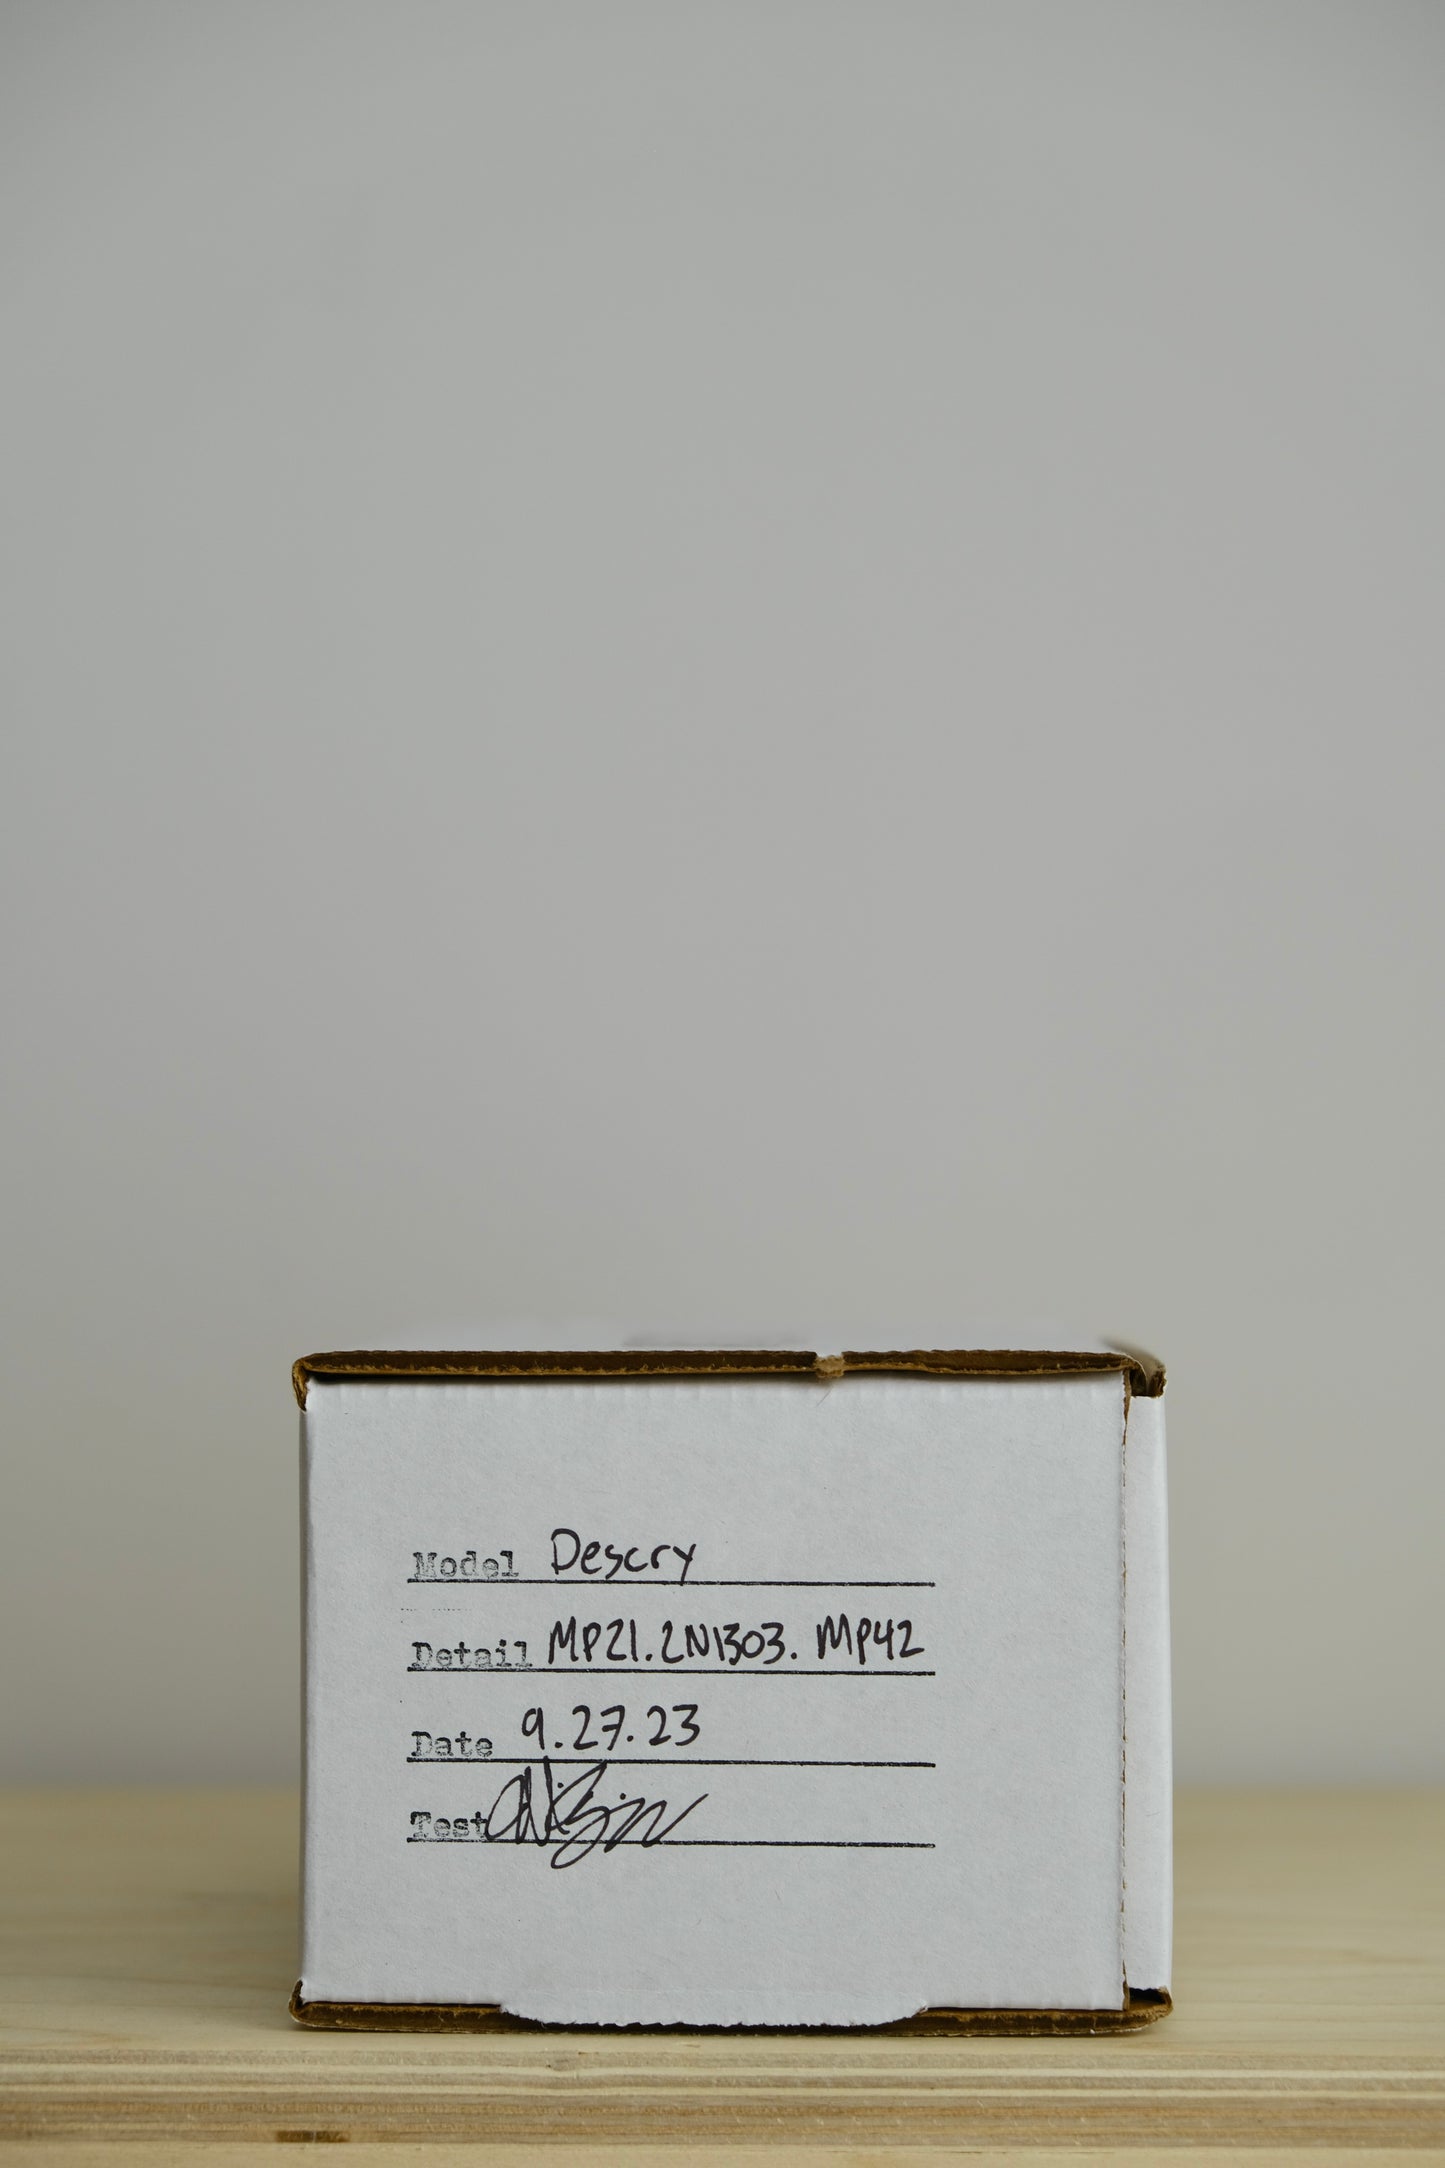 Model Descry
Detail MP21.2N1303. MP42
Date 9.27.23
Test